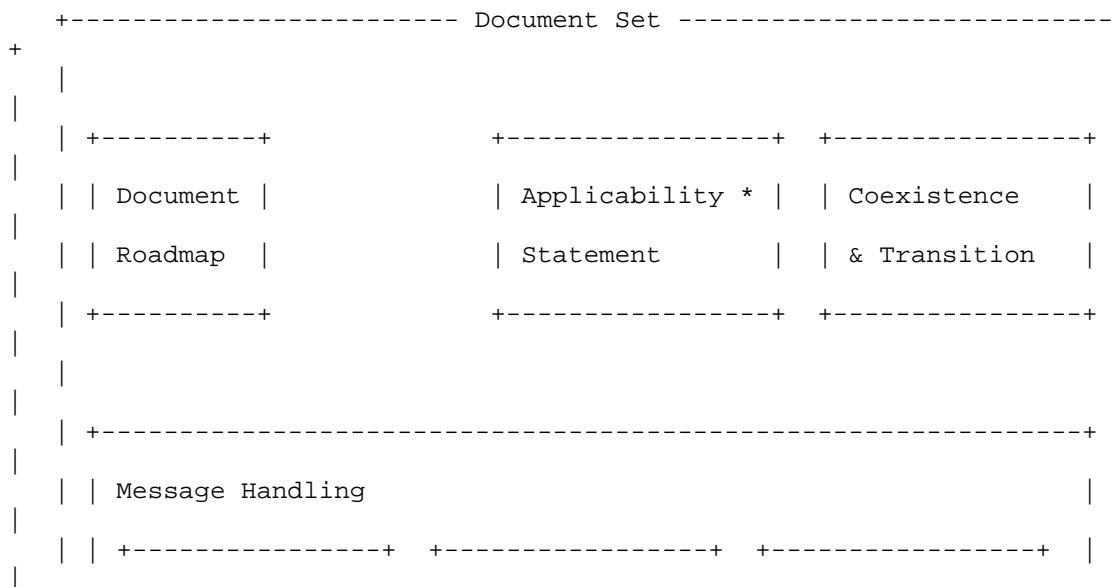 +------------------------- Document Set ----------------------------
+
|
|
| +----------+ +-----------------+ +----------------+
|
| | Document | | Applicability * | | Coexistence |
|
| | Roadmap | | Statement | | & Transition |
|
| +----------+ +-----------------+ +----------------+
|
|
|
| +---------------------------------------------------------------+
|
| | Message Handling |
|
| | +----------------+ +-----------------+ +-----------------+ |
|